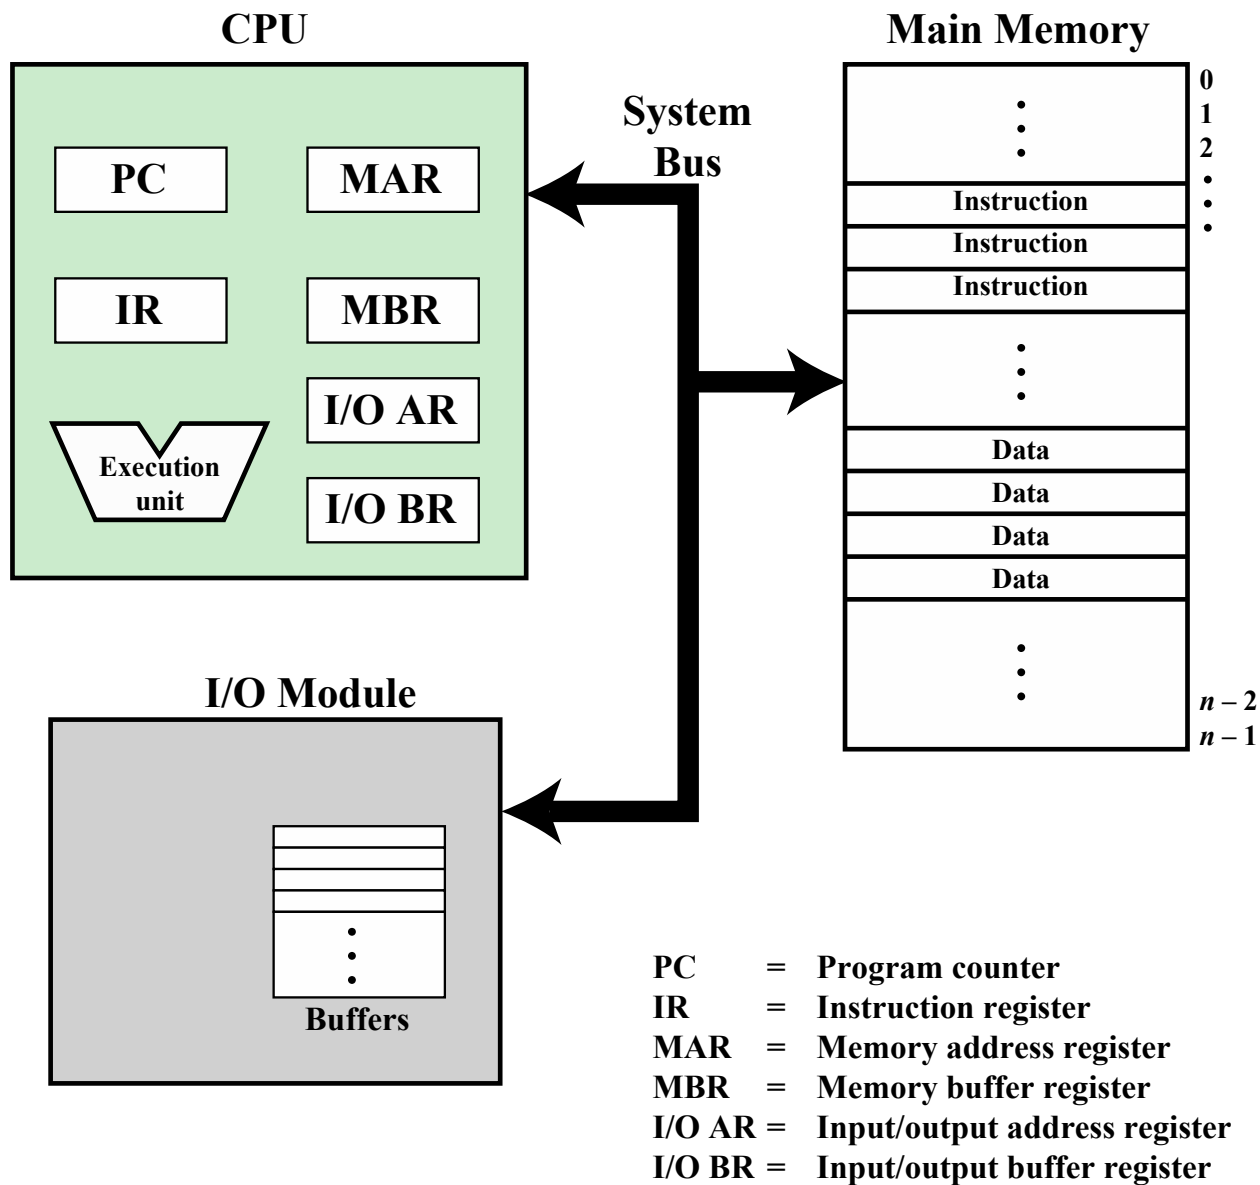 CPU
PC
MAR
IR
MBR
I/O AR
I/O BR
Execution
unit
System
Bus
Main Memory
0
1
2
Instruction
Instruction
Instruction
Data
Data
Data
Data
n – 2
n – 1
I/O Module
Buffers
PC = Program counter
IR = Instruction register
MAR = Memory address register
MBR = Memory buffer register
I/O AR = Input/output address register
I/O BR = Input/output buffer register